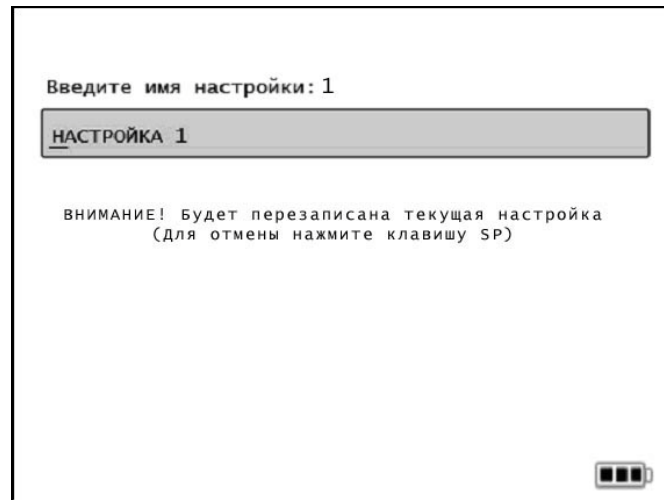 Введите имя настройки: 1
НАСТРОЙКА 1
ВНИМАНИЕ! Будет перезаписана текущая настройка
(Для отмены нажмите клавишу SP)